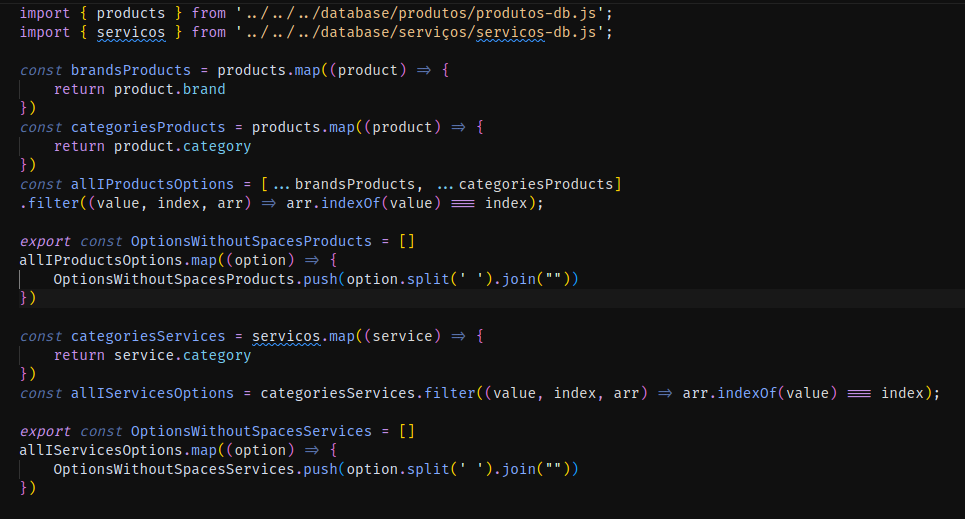 import { products } from '../../../database/produtos/produtos-db.js';
import { servicos } from '../../../database/serviços/servicos-db.js';
const brandsProducts = products.map((product) => {
return product.brand
})
const categoriesProducts = products.map((product) => {
return product.category
})
const allIProductsOptions = [...brandsProducts, ...categoriesProducts]
.filter((value, index, arr) => arr.indexOf(value) === index);
export const OptionsWithoutSpacesProducts = []
allIProductsOptions.map((option) => {
OptionsWithoutSpacesProducts.push(option.split(' ').join(""))
})
const categoriesServices = servicos.map((service) => {
return service.category
})
const allIServicesOptions = categoriesServices.filter((value, index, arr) => arr.indexOf(value) === index);
export const OptionsWithoutSpacesServices = []
allIServicesOptions.map((option) => {
OptionsWithoutSpacesServices.push(option.split(' ').join(""))
})